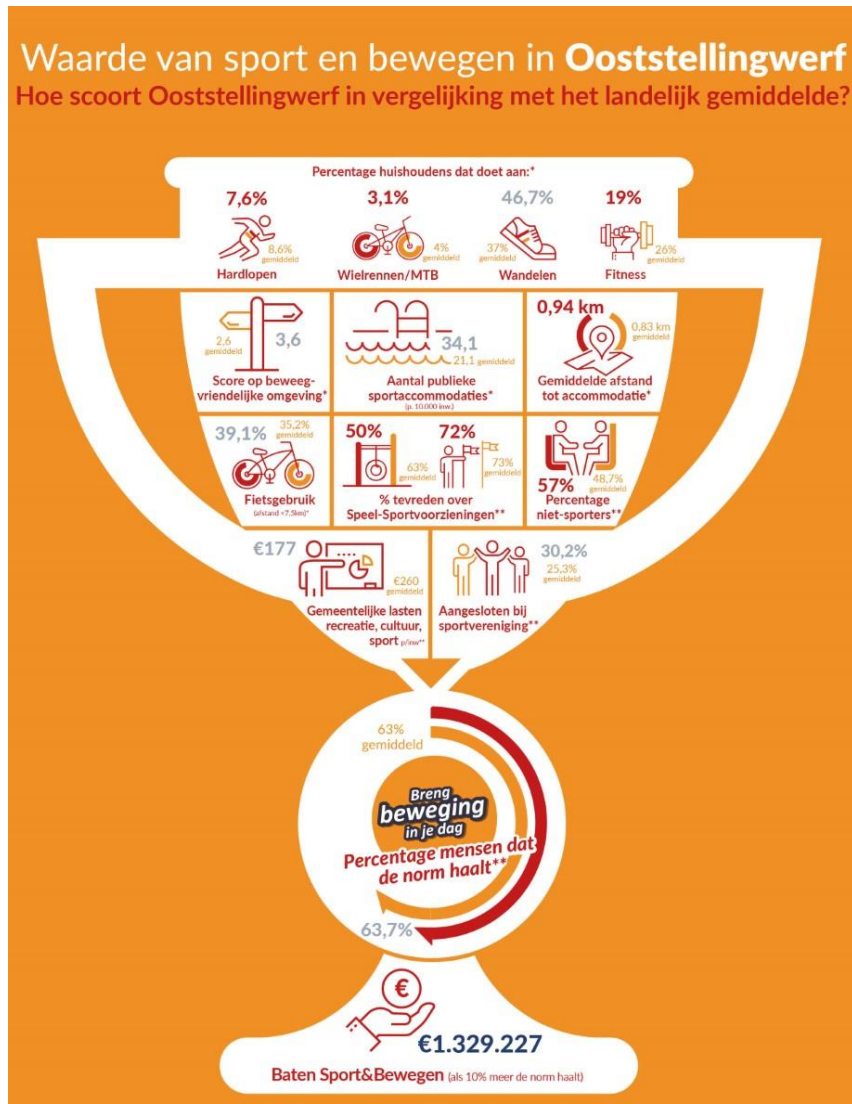 Waarde van sport en bewegen in Ooststellingwerf
Hoe scoort Ooststellingwerf in vergelijking met het landelijk gemiddelde?
Percentage huishoudens dat doet aan:*
7,6%
8,6%
gemiddeld
Hardlopen
3,1%
4%
gemiddeld
Wielrennen/MTB
46,7%
37%
gemiddeld
Wandelen
19%
26%
gemiddeld
Fitness
2,6
gemiddeld
3,6
Score op beweeg-
vriendelijke omgeving*
34,1
21,1 gemiddeld
Aantal publieke
sportaccommodaties*
(p. 10.000 inw.)
0,94 km
0,83 km
gemiddeld
Gemiddelde afstand
tot accommodatie*
39,1%
35,2%
gemiddeld
Fietsgebruik
(afstand <7,5km)*
50%
63%
gemiddeld
72%
73%
gemiddeld
% tevreden over
Speel-Sportvoorzieningen**
57%
48,7%
gemiddeld
Percentage
niet-sporters**
€177
€260
gemiddeld
Gemeentelijke lasten
recreatie, cultuur,
sport p/inw**
30,2%
25,3%
gemiddeld
Aangesloten bij
sportvereniging**
63%
gemiddeld
Breng
beweging
in je dag
Percentage mensen dat
de norm haalt**
63,7%
€
€1.329.227
Baten Sport&Bewegen (als 10% meer de norm haalt)